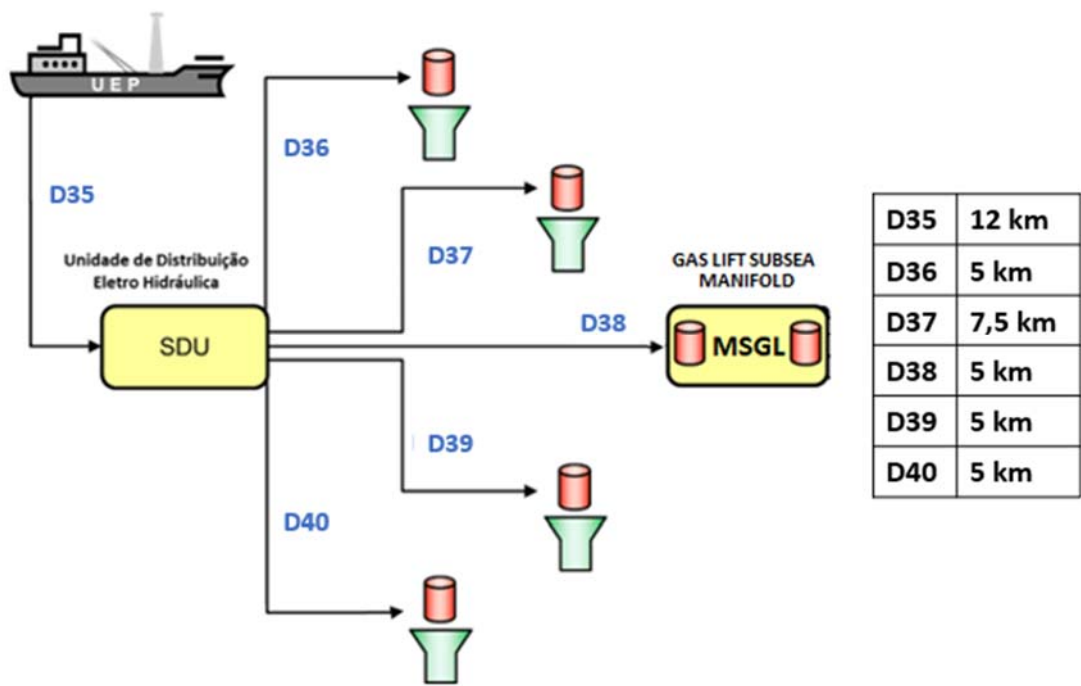 UEP
D35
D36
D37
Unidade de Distribuição
Eletro Hidráulica
SDU
D38
GAS LIFT SUBSEA
MANIFOLD
MSGL
D39
D40
D35 12 km
D36 5 km
D37 7,5 km
D38 5 km
D39 5 km
D40 5 km